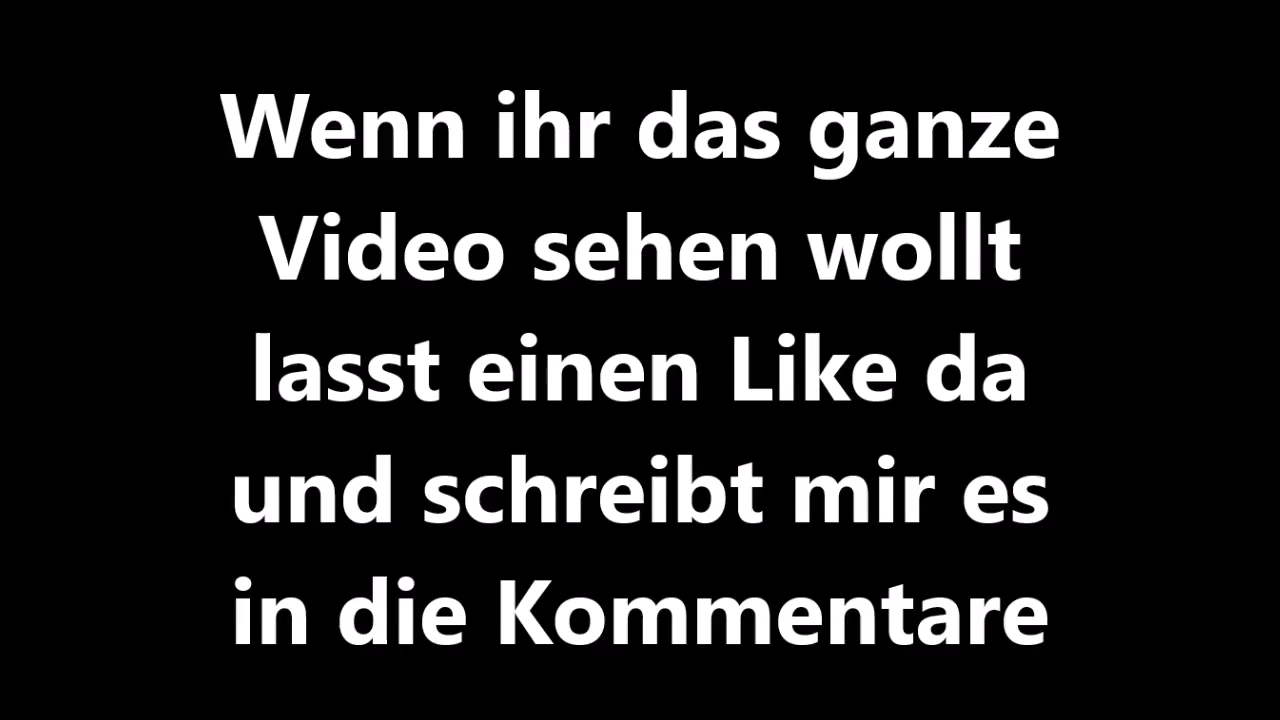 Wenn ihr das ganze
Video sehen wollt
lasst einen Like da
und schreibt mir es
in die Kommentare